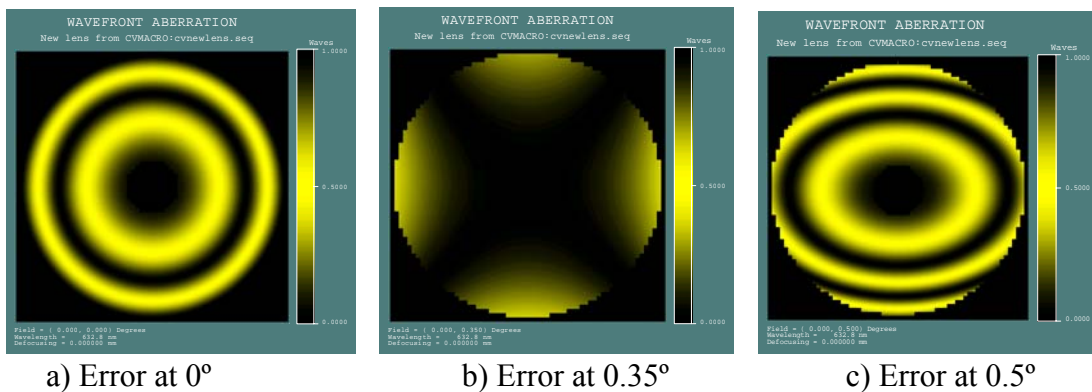 WAVEFRONT ABERRATION
New lens from CVMACRO:cvnewlens.seq
Waves
1.0000
0.5000
0.0000
Field = ( 0.000, 0.000) Degrees
Wavelength = 632.8 nm
Defocusing = 0.000000 mm
a) Error at 0º
WAVEFRONT ABERRATION
New lens from CVMACRO:cvnewlens.seq
Waves
1.0000
0.5000
0.0000
Field = ( 0.000, 0.350) Degrees
Wavelength = 632.8 nm
Defocusing = 0.000000 mm
b) Error at 0.35º
WAVEFRONT ABERRATION
New lens from CVMACRO:cvnewlens.seq
Waves
1.0000
0.5000
0.0000
Field = ( 0.000, 0.500) Degrees
Wavelength = 632.8 nm
Defocusing = 0.000000 mm
c) Error at 0.5º